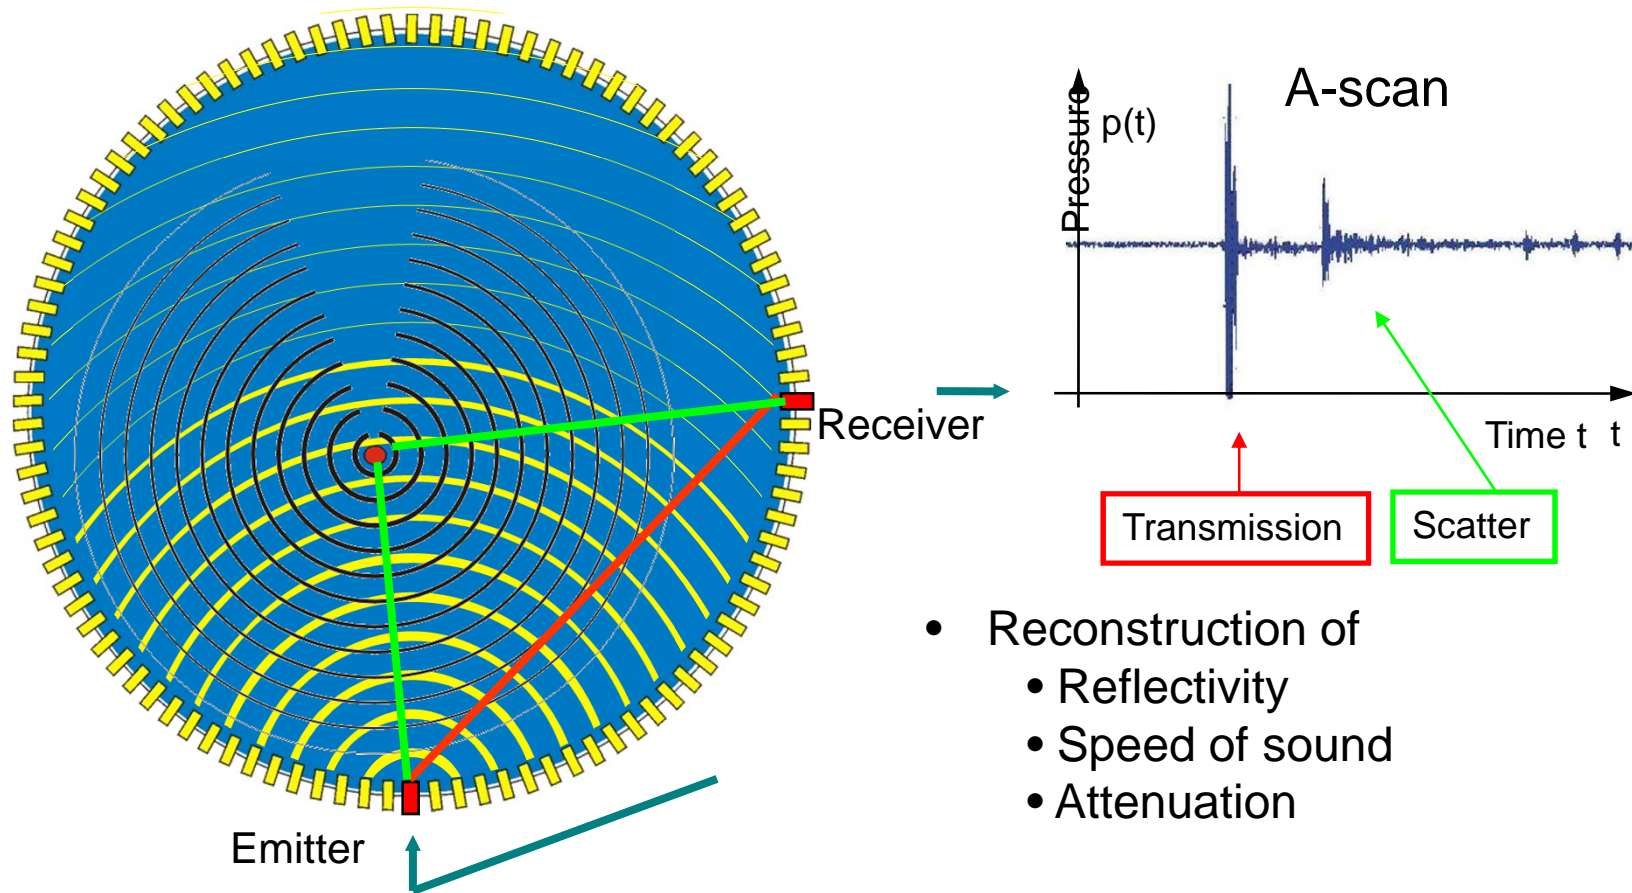 A-scan
Pressure
p(t)
Receiver
Time t t
Transmission
Scatter
• Reconstruction of
• Reflectivity
• Speed of sound
• Attenuation
Emitter